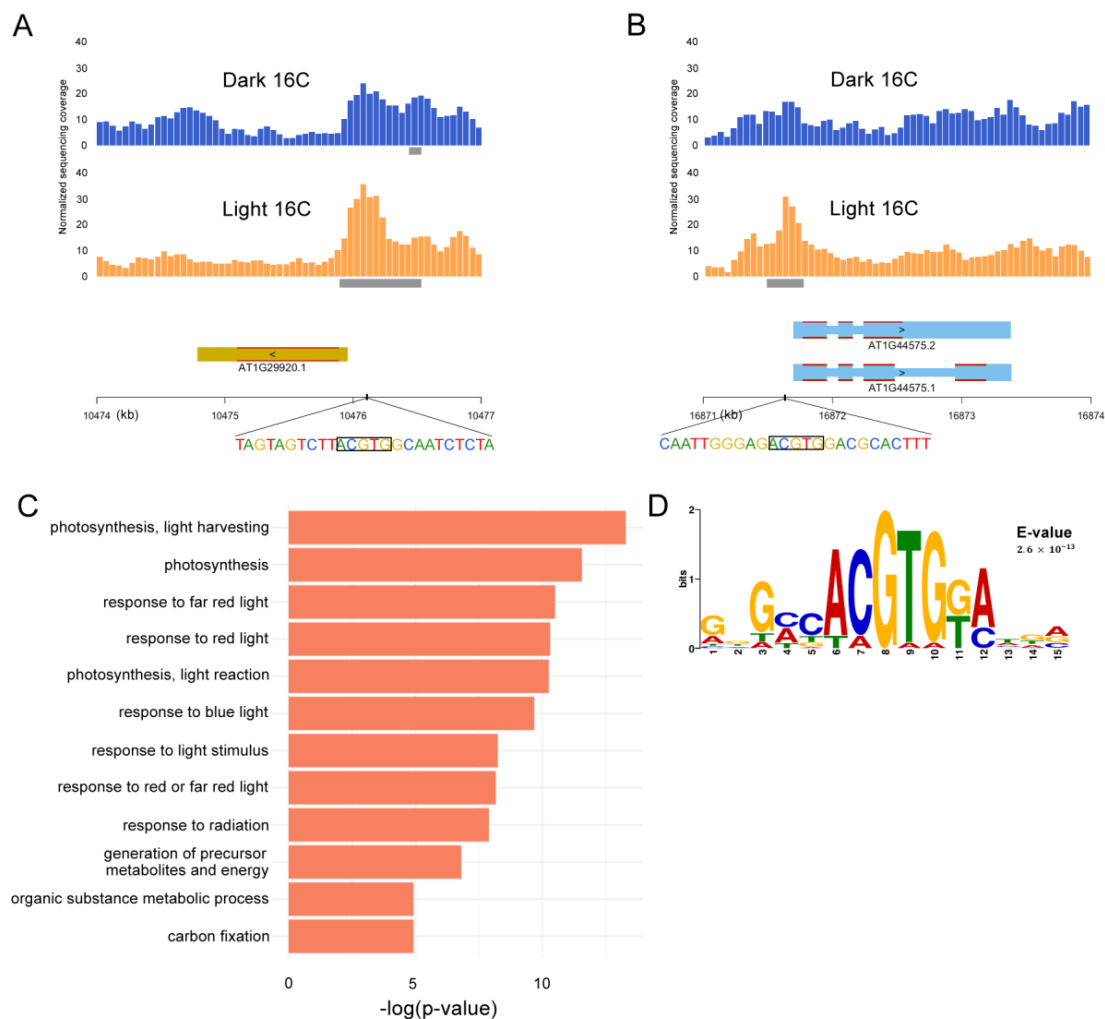 A
Normalized sequencing coverage
40
30
20
10
0
Dark 16C
40
30
20
10
0
Light 16C
<
AT1G29920.1
10474 (kb) 10475 10476 10477
TAGTAGTCTTACGTGGCAATCTCTA
B
Normalized sequencing coverage
40
30
20
10
0
Dark 16C
40
30
20
10
0
Light 16C
>
AT1G44575.2
>
AT1G44575.1
16871 (kb) 16872 16873 16874
CAATTGGGAGACGTGGACGCACTTT
C
photosynthesis, light harvesting
photosynthesis
response to far red light
response to red light
photosynthesis, light reaction
response to blue light
response to light stimulus
response to red or far red light
response to radiation
generation of precursor
metabolites and energy
organic substance metabolic process
carbon fixation
0 5 10
-log(p-value)
D
2
1
0
bits
E-value
2.6 × 10⁻¹³
G G A C A C G T G G A
A T A C T T A A A T C
1 2 3 4 5 6 7 8 9 10 11 12 13 14 15